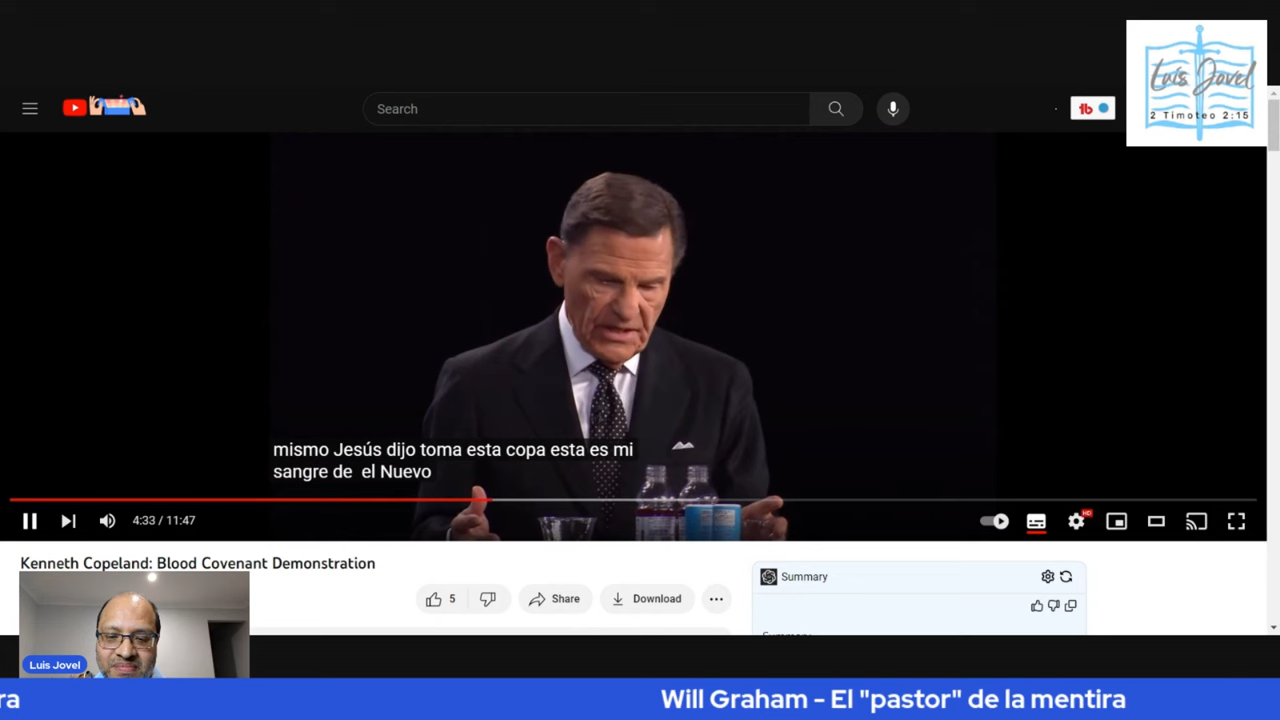 Luis Jovel
2 Timoteo 2:15
Search
mismo Jesús dijo toma esta copa esta es mi
sangre de el Nuevo
4:33 / 11:47
HD
Kenneth Copeland: Blood Covenant Demonstration
5
Share
Download
Summary
Luis Jovel
ra
Will Graham - El "pastor" de la mentira